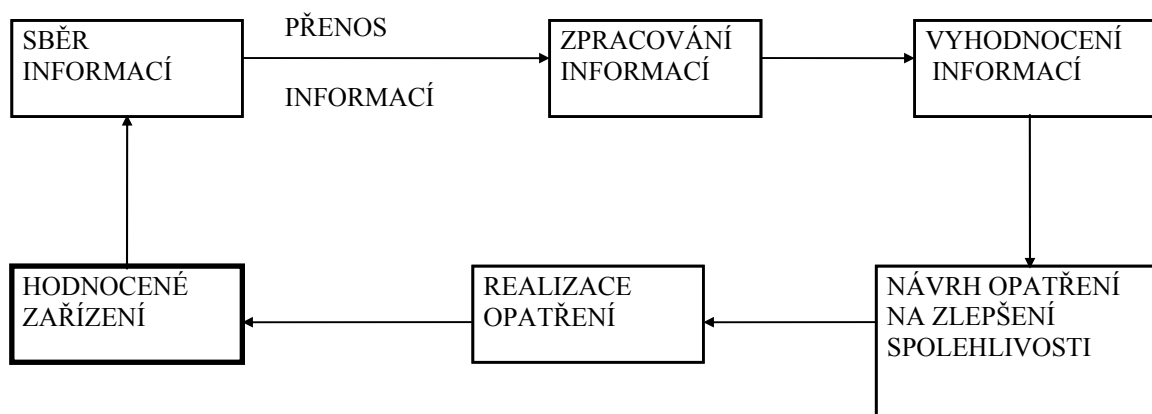 SBĚR
INFORMACÍ
PŘENOS
INFORMACÍ
ZPRACOVÁNÍ
INFORMACÍ
VYHODNOCENÍ
INFORMACÍ
HODNOCENÉ
ZAŘÍZENÍ
REALIZACE
OPATŘENÍ
NÁVRH OPATŘENÍ
NA ZLEPŠENÍ
SPOLEHLIVOSTI